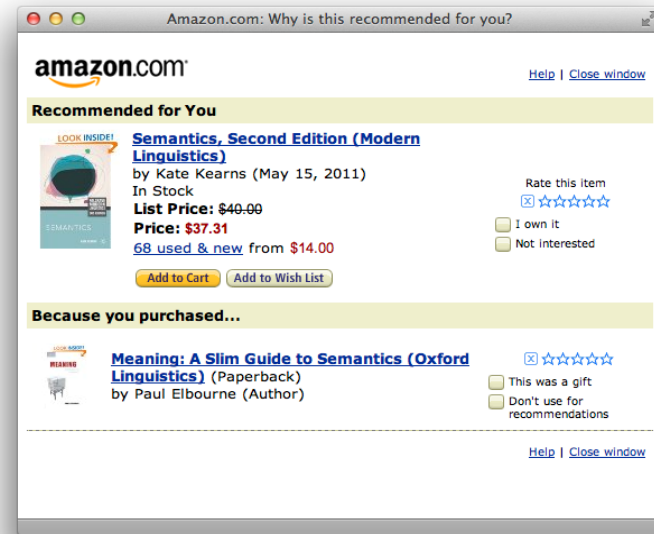 Amazon.com: Why is this recommended for you?
amazon.com
Help | Close window
Recommended for You
LOOK INSIDE!
SEMANTICS
Semantics, Second Edition (Modern
Linguistics)
by Kate Kearns (May 15, 2011)
In Stock
List Price: $40.00
Price: $37.31
68 used & new from $14.00
Add to Cart Add to Wish List
Rate this item
I own it
Not interested
Because you purchased...
LOOK INSIDE!
MEANING
Meaning: A Slim Guide to Semantics (Oxford
Linguistics) (Paperback)
by Paul Elbourne (Author)
This was a gift
Don't use for
recommendations
Help | Close window